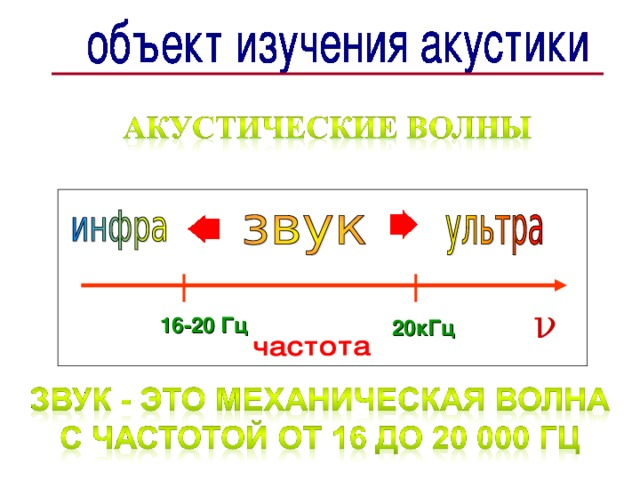 объект изучения акустики
АКУСТИЧЕСКИЕ ВОЛНЫ
инфра звук ультра
16-20 Гц 20кГц ν
частота
ЗВУК - ЭТО МЕХАНИЧЕСКАЯ ВОЛНА
С ЧАСТОТОЙ ОТ 16 ДО 20 000 ГЦ